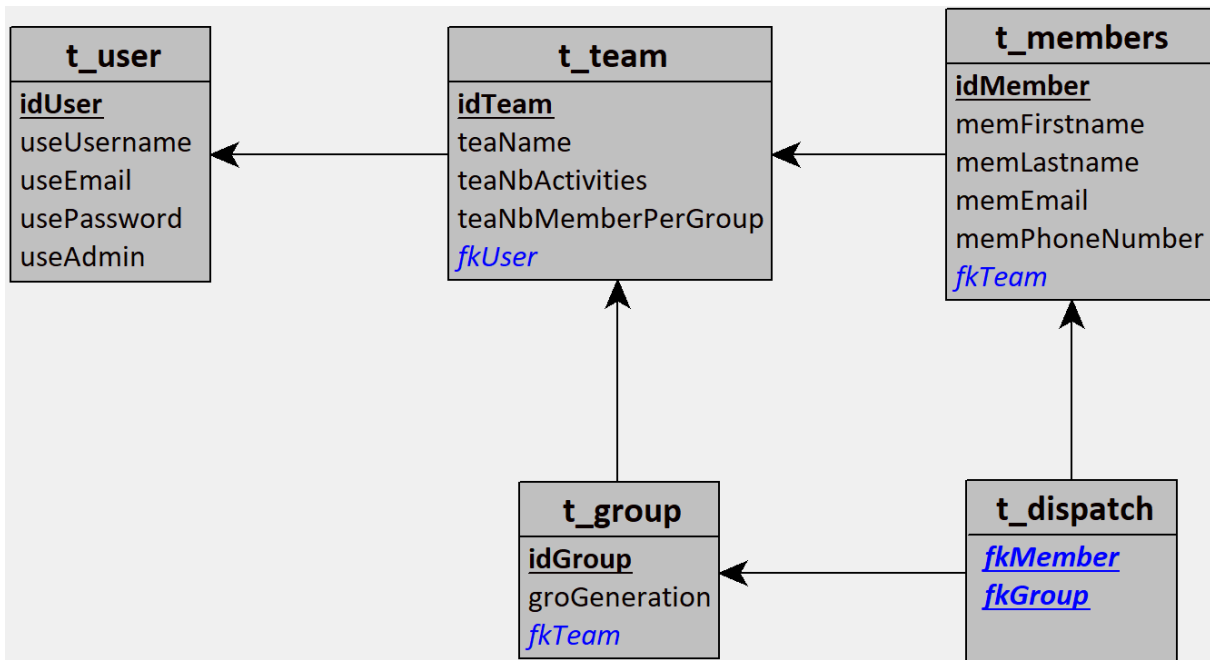 t_user
idUser
useUsername
useEmail
usePassword
useAdmin
t_team
idTeam
teaName
teaNbActivities
teaNbMemberPerGroup
fkUser
t_members
idMember
memFirstname
memLastname
memEmail
memPhoneNumber
fkTeam
t_group
idGroup
groGeneration
fkTeam
t_dispatch
fkMember
fkGroup